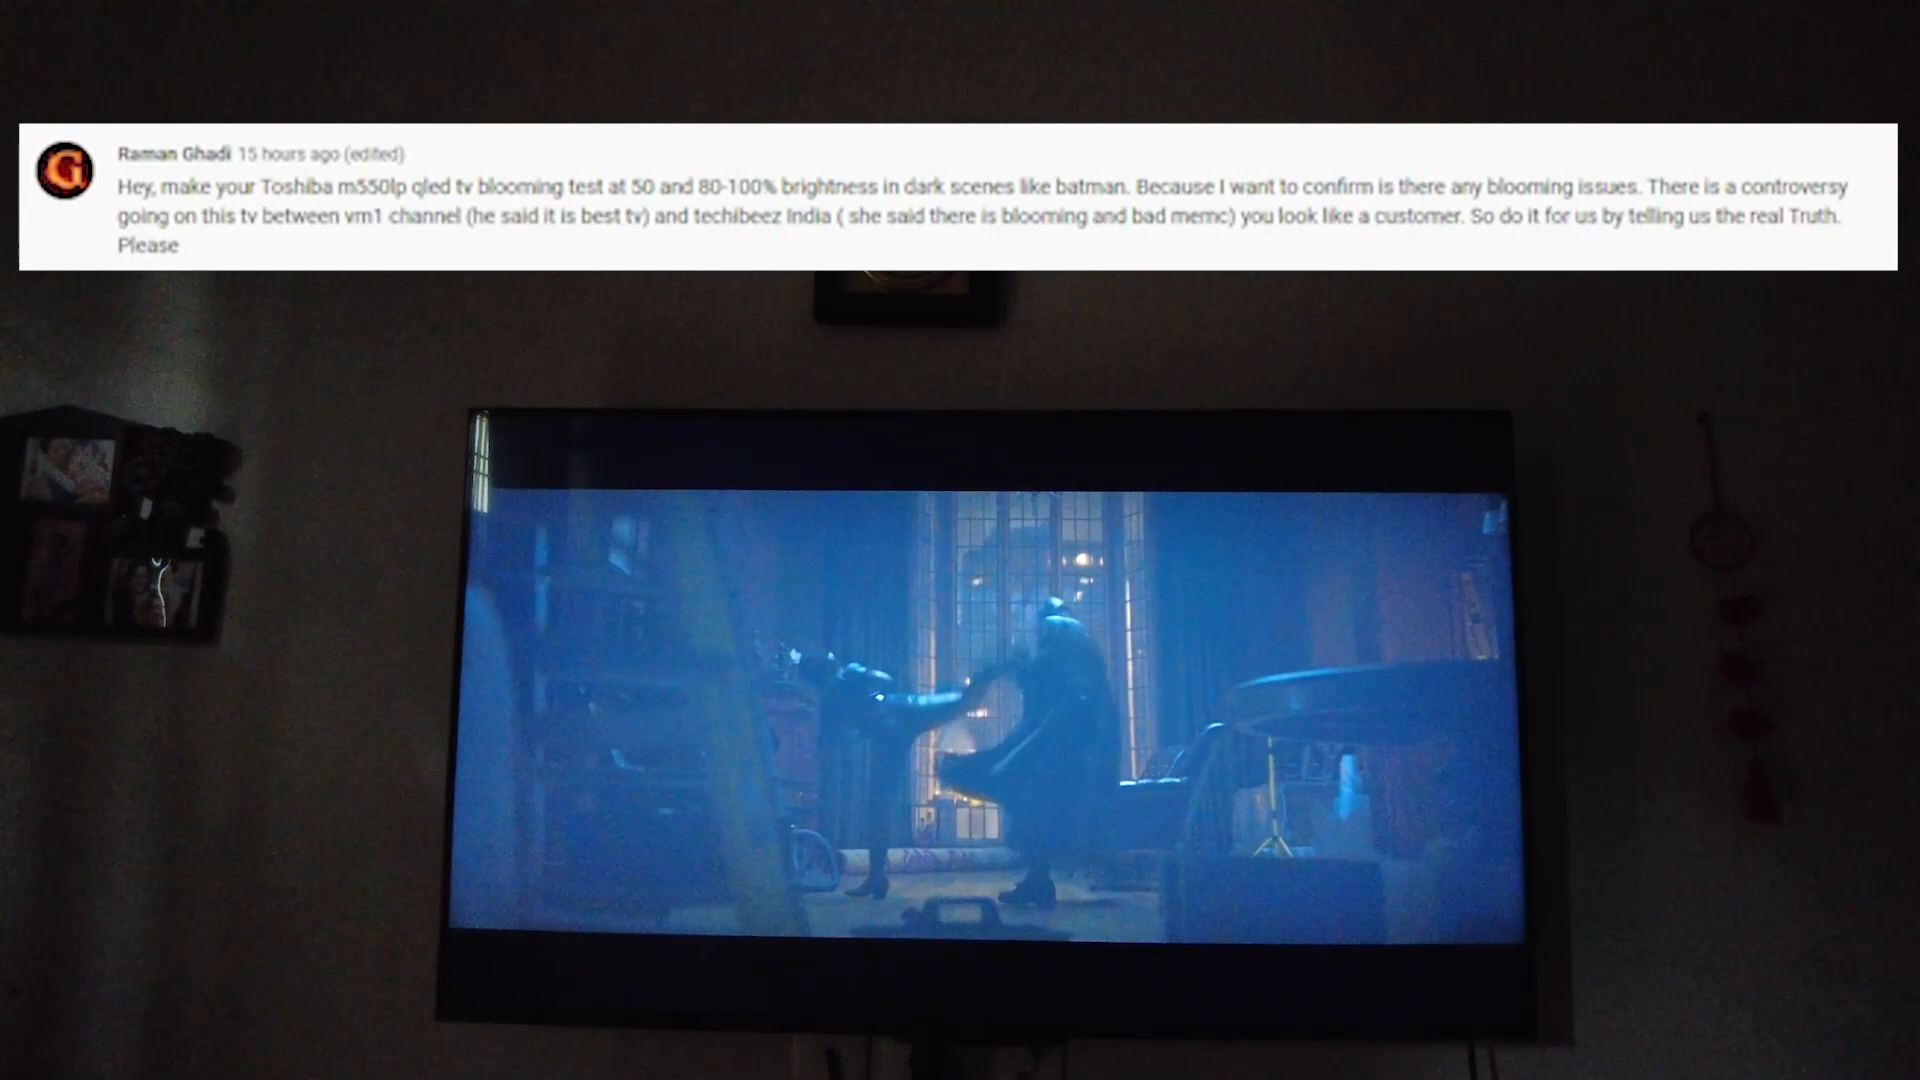 G
Raman Ghadi 15 hours ago (edited)
Hey, make your Toshiba m550lp qled tv blooming test at 50 and 80-100% brightness in dark scenes like batman. Because I want to confirm is there any blooming issues. There is a controversy
going on this tv between vm1 channel (he said it is best tv) and techibeez India ( she said there is blooming and bad memc) you look like a customer. So do it for us by telling us the real Truth.
Please